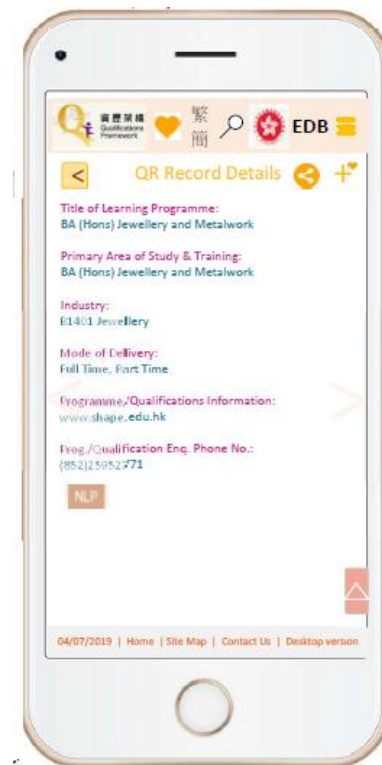 資歷架構
Qualifications
Framework
繁
簡
EDB
<
QR Record Details
Title of Learning Programme:
BA (Hons) Jewellery and Metalwork
Primary Area of Study & Training:
BA (Hons) Jewellery and Metalwork
Industry:
B1401 Jewellery
Mode of Delivery:
Full Time, Part Time
Programme/Qualifications Information:
www.shape.edu.hk
Prog./Qualification Enq. Phone No.:
NLP
04/07/2019 | Home | Site Map | Contact Us | Desktop version